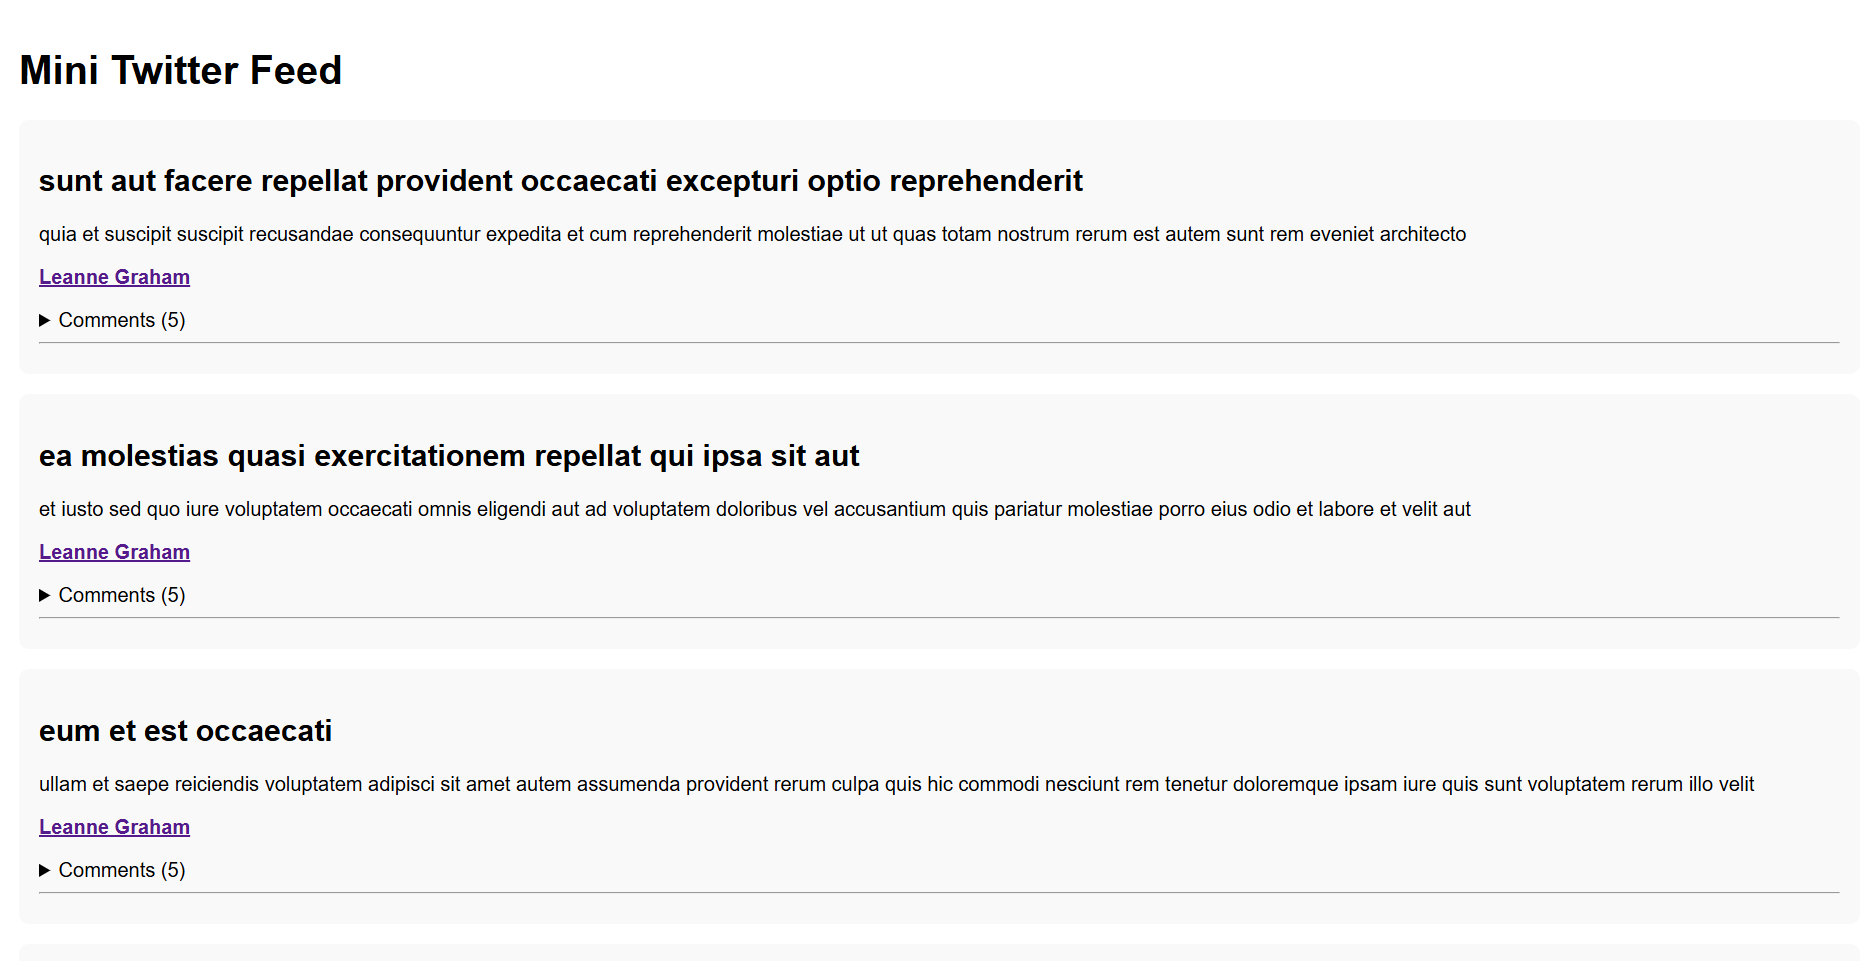 Mini Twitter Feed
sunt aut facere repellat provident occaecati excepturi optio reprehenderit
quia et suscipit suscipit recusandae consequuntur expedita et cum reprehenderit molestiae ut ut quas totam nostrum rerum est autem sunt rem eveniet architecto
Leanne Graham
Comments (5)
ea molestias quasi exercitationem repellat qui ipsa sit aut
et iusto sed quo iure voluptatem occaecati omnis eligendi aut ad voluptatem doloribus vel accusantium quis pariatur molestiae porro eius odio et labore et velit aut
Leanne Graham
Comments (5)
eum et est occaecati
ullam et saepe reiciendis voluptatem adipisci sit amet autem assumenda provident rerum culpa quis hic commodi nesciunt rem tenetur doloremque ipsam iure quis sunt voluptatem rerum illo velit
Leanne Graham
Comments (5)